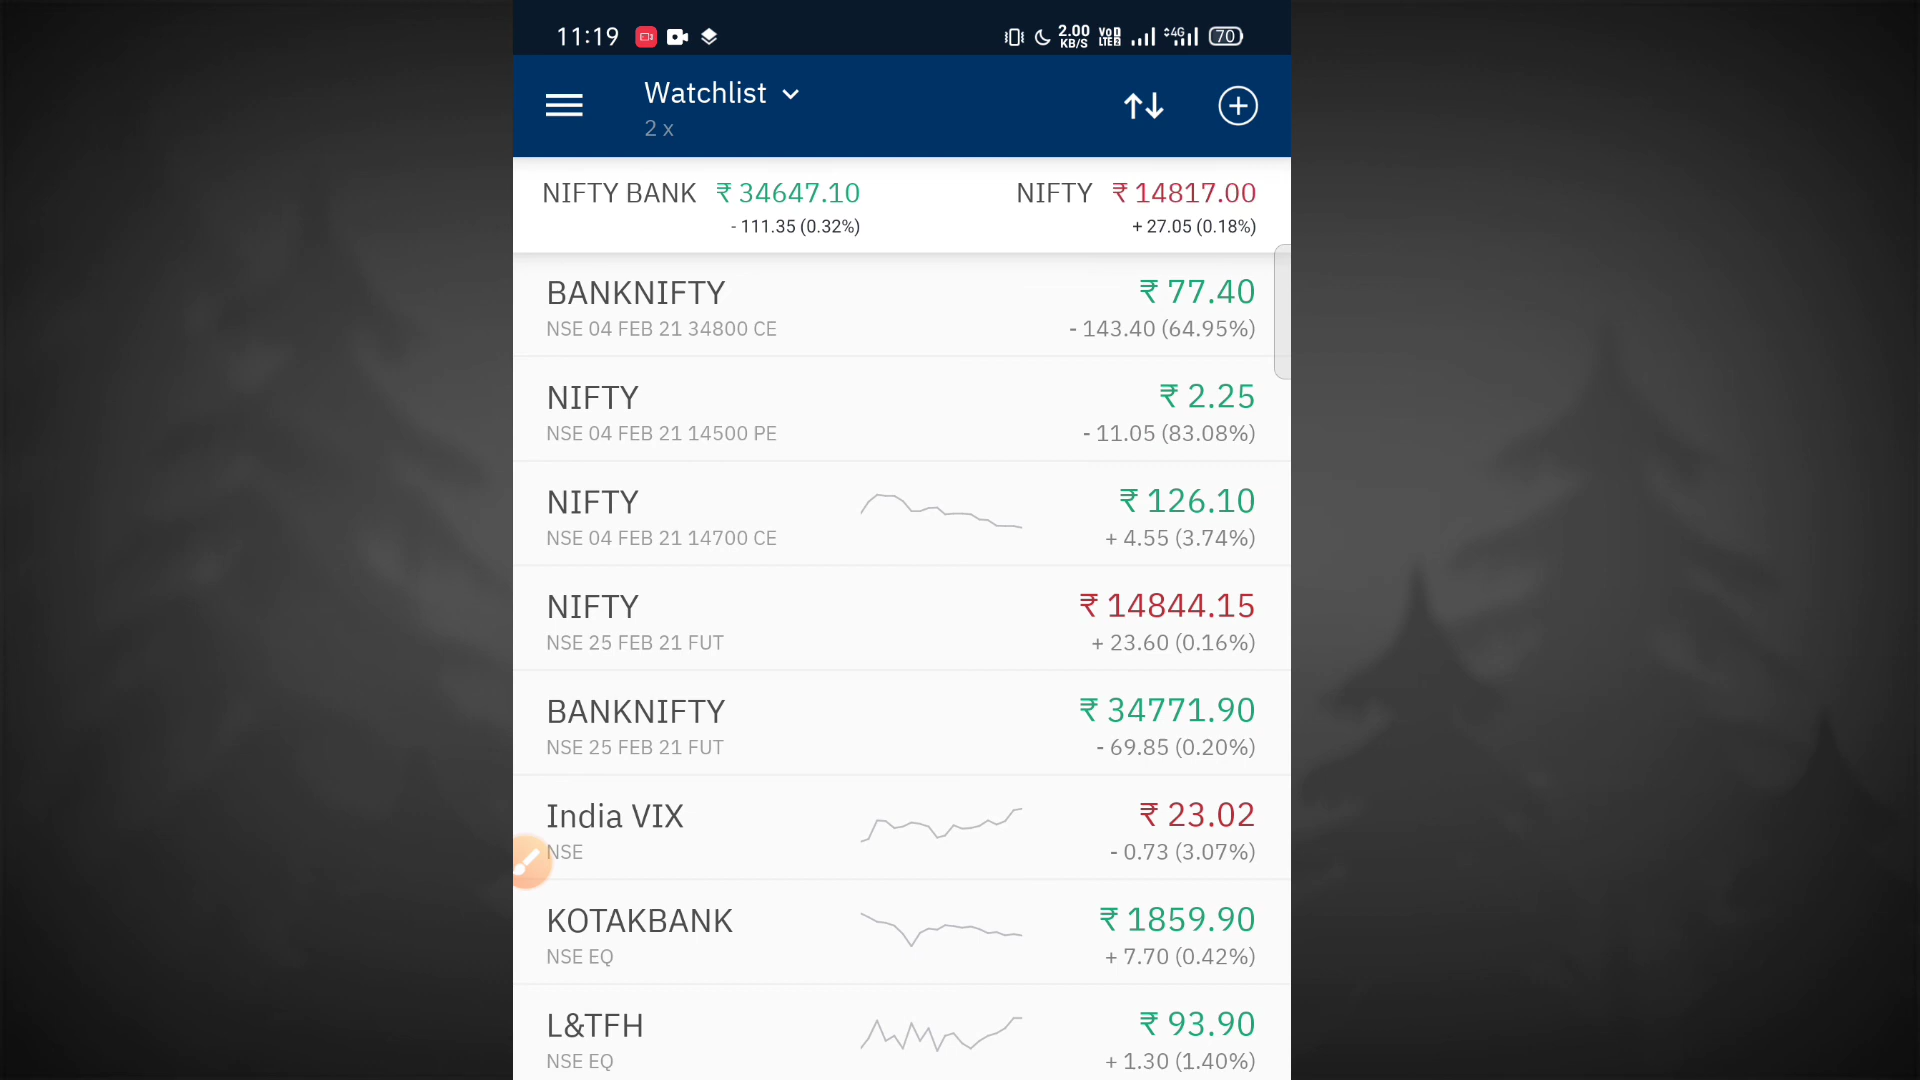 11:19 2.00 KB/S VoD LTE2 4G 70
Watchlist
2 x
NIFTY BANK ₹ 34647.10 NIFTY ₹ 14817.00
- 111.35 (0.32%) + 27.05 (0.18%)
BANKNIFTY ₹ 77.40
NSE 04 FEB 21 34800 CE - 143.40 (64.95%)
NIFTY ₹ 2.25
NSE 04 FEB 21 14500 PE - 11.05 (83.08%)
NIFTY ₹ 126.10
NSE 04 FEB 21 14700 CE + 4.55 (3.74%)
NIFTY ₹ 14844.15
NSE 25 FEB 21 FUT + 23.60 (0.16%)
BANKNIFTY ₹ 34771.90
NSE 25 FEB 21 FUT - 69.85 (0.20%)
India VIX ₹ 23.02
NSE - 0.73 (3.07%)
KOTAKBANK ₹ 1859.90
NSE EQ + 7.70 (0.42%)
L&TFH ₹ 93.90
NSE EQ + 1.30 (1.40%)